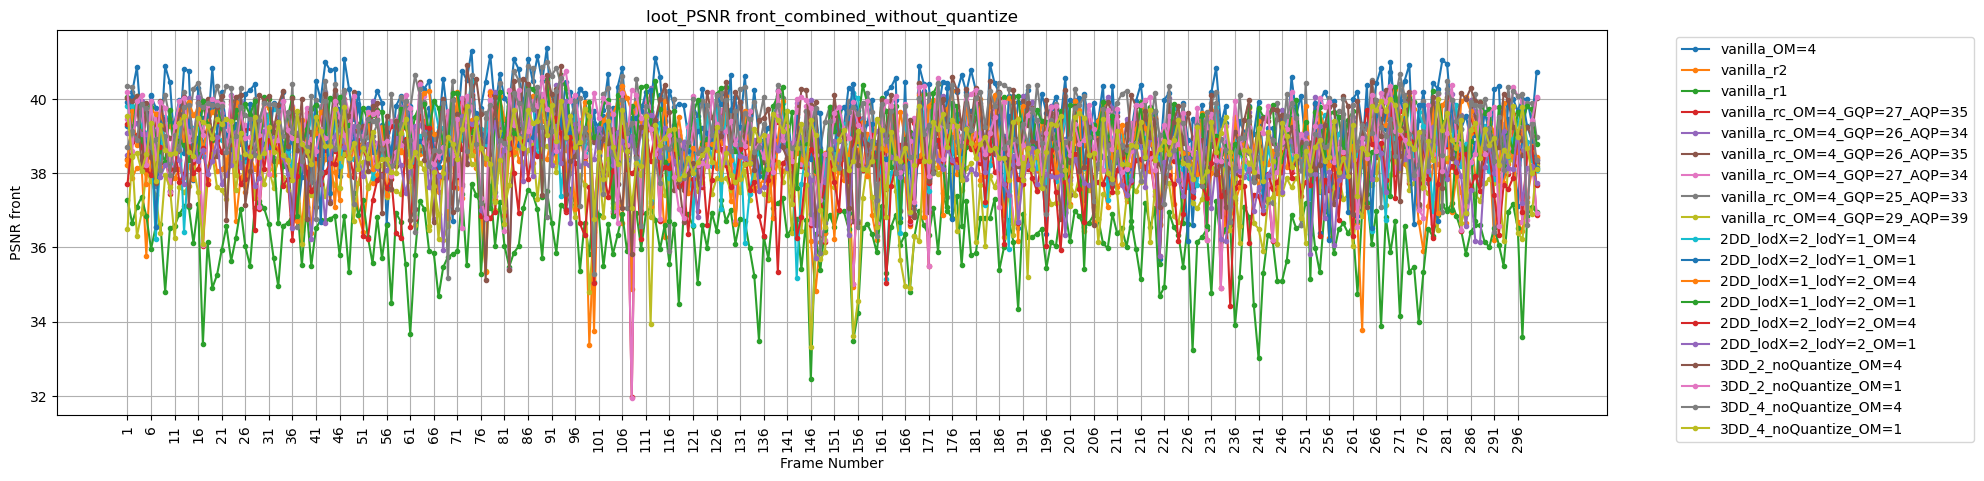 loot_PSNR front_combined_without_quantize
PSNR front
40
38
36
34
32
1 6 11 16 21 26 31 36 41 46 51 56 61 66 71 76 81 86 91 96 101 106 111 116 121 126 131 136 141 146 151 156 161 166 171 176 181 186 191 196 201 206 211 216 221 226 231 236 241 246 251 256 261 266 271 276 281 286 291 296
Frame Number
vanilla_OM=4
vanilla_r2
vanilla_r1
vanilla_rc_OM=4_GQP=27_AQP=35
vanilla_rc_OM=4_GQP=26_AQP=34
vanilla_rc_OM=4_GQP=26_AQP=35
vanilla_rc_OM=4_GQP=27_AQP=34
vanilla_rc_OM=4_GQP=25_AQP=33
vanilla_rc_OM=4_GQP=29_AQP=39
2DD_lodX=2_lodY=1_OM=4
2DD_lodX=2_lodY=1_OM=1
2DD_lodX=1_lodY=2_OM=4
2DD_lodX=1_lodY=2_OM=1
2DD_lodX=2_lodY=2_OM=4
2DD_lodX=2_lodY=2_OM=1
3DD_2_noQuantize_OM=4
3DD_2_noQuantize_OM=1
3DD_4_noQuantize_OM=4
3DD_4_noQuantize_OM=1